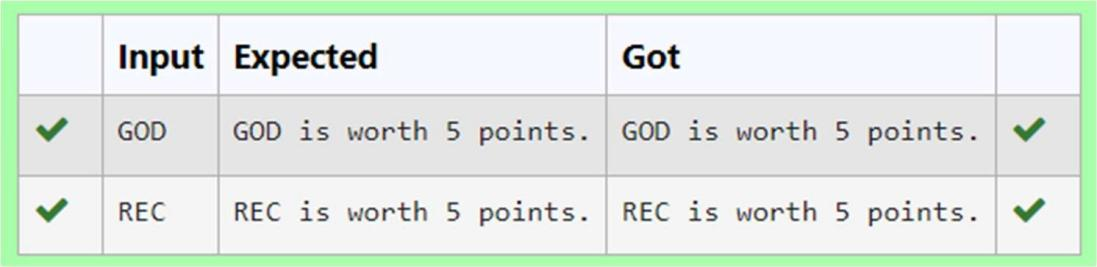 Input Expected Got
GOD GOD is worth 5 points. GOD is worth 5 points.
REC REC is worth 5 points. REC is worth 5 points.